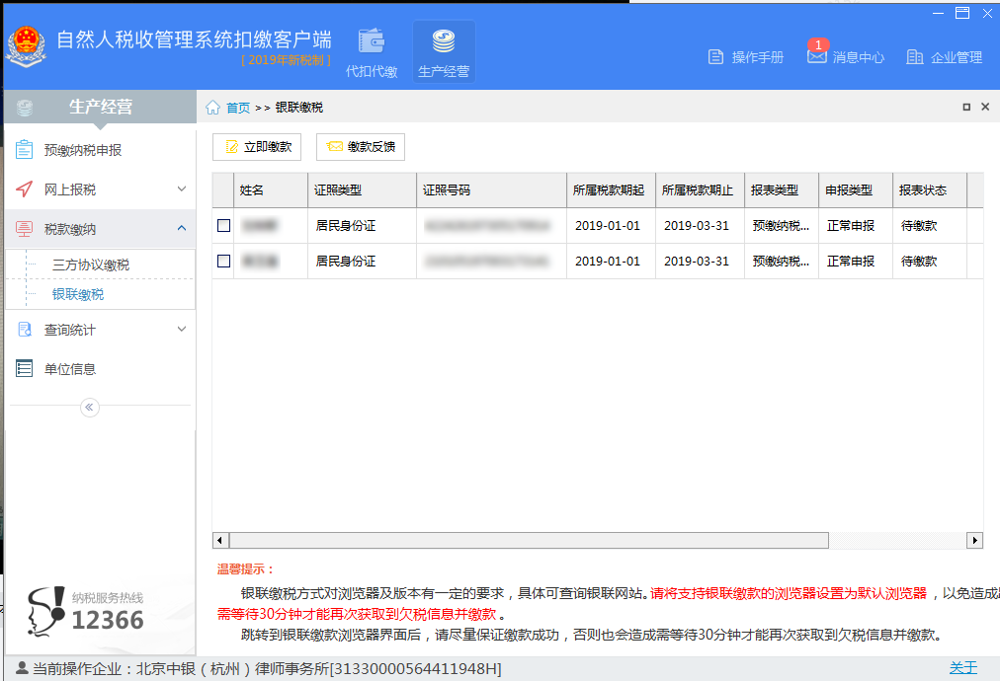 自然人税收管理系统扣缴客户端
[ 2019年新税制 ]
代扣代缴
生产经营
操作手册
1
消息中心
企业管理
生产经营
首页 >> 银联缴税
预缴纳税申报
网上报税
税款缴纳
三方协议缴税
银联缴税
查询统计
单位信息
立即缴款
缴款反馈
姓名 证照类型 证照号码 所属税款期起 所属税款期止 报表类型 申报类型 报表状态
居民身份证 2019-01-01 2019-03-31 预缴纳税... 正常申报 待缴款
居民身份证 2019-01-01 2019-03-31 预缴纳税... 正常申报 待缴款
温馨提示：
银联缴税方式对浏览器及版本有一定的要求，具体可查询银联网站。请将支持银联缴款的浏览器设置为默认浏览器，以免造成
需等待30分钟才能再次获取到欠税信息并缴款。
跳转到银联缴款浏览器界面后，请尽量保证缴款成功，否则也会造成需等待30分钟才能再次获取到欠税信息并缴款。
纳税服务热线
12366
当前操作企业：北京中银（杭州）律师事务所[31330000564411948H]
关于